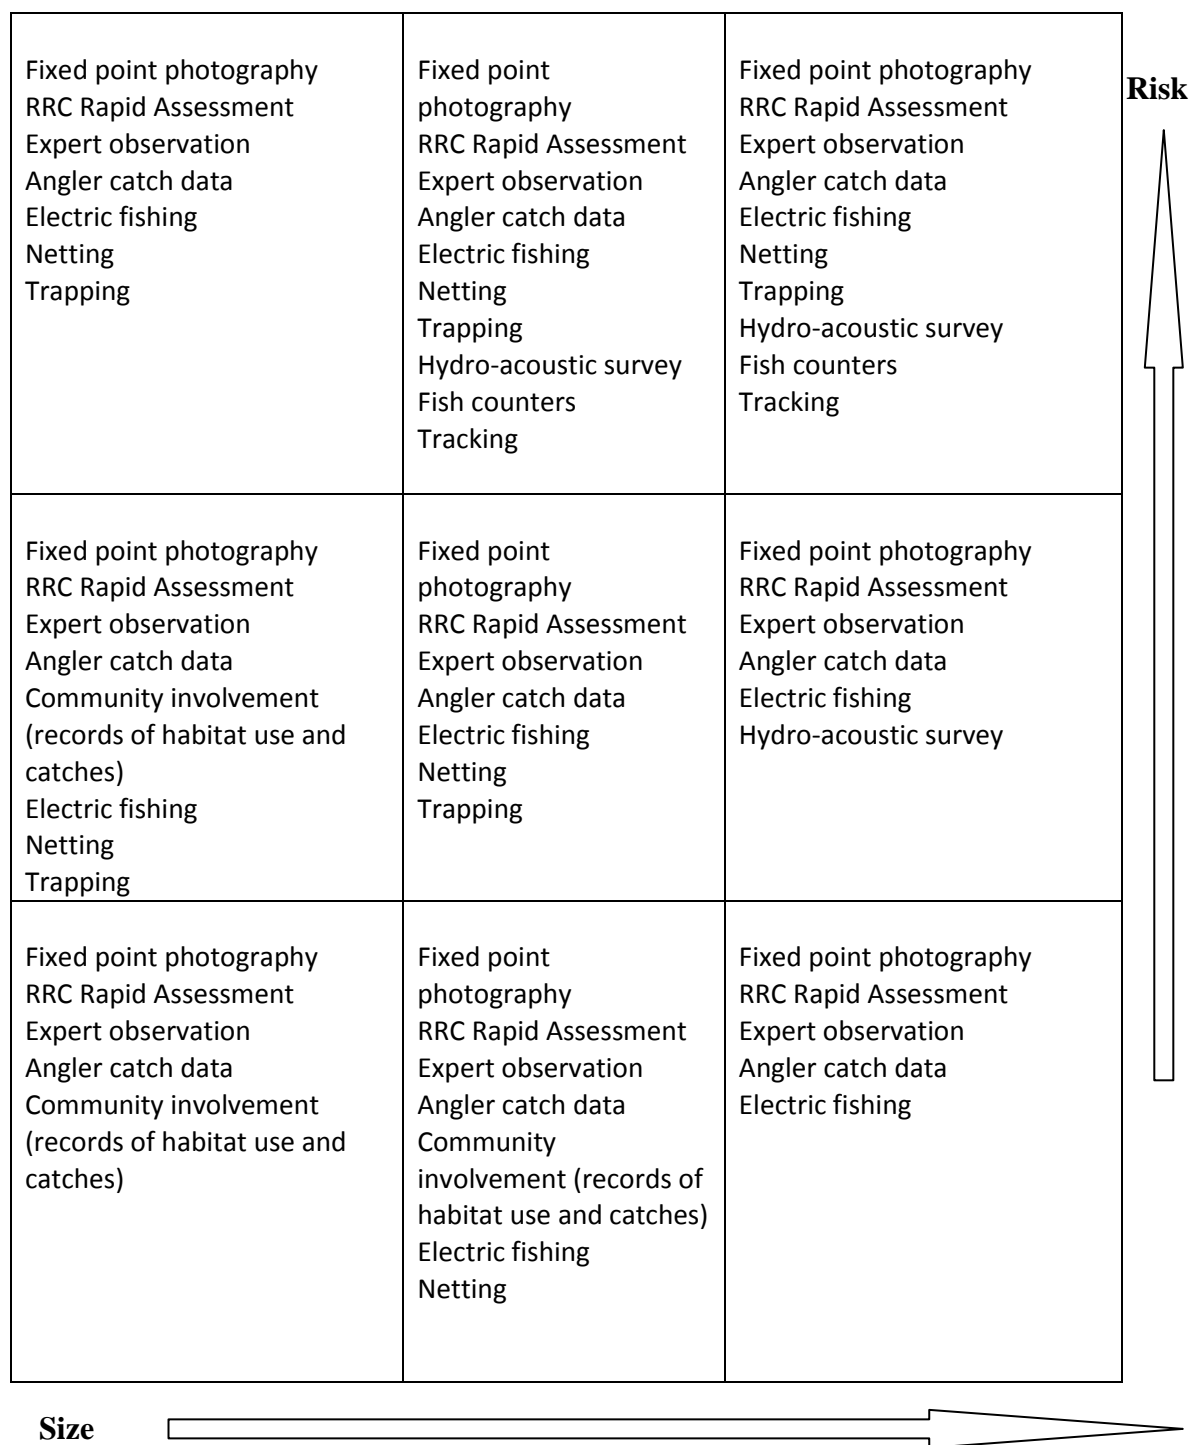 Fixed point photography
RRC Rapid Assessment
Expert observation
Angler catch data
Electric fishing
Netting
Trapping
Fixed point
photography
RRC Rapid Assessment
Expert observation
Angler catch data
Electric fishing
Netting
Trapping
Hydro-acoustic survey
Fish counters
Tracking
Fixed point photography
RRC Rapid Assessment
Expert observation
Angler catch data
Electric fishing
Netting
Trapping
Hydro-acoustic survey
Fish counters
Tracking
Risk
Fixed point photography
RRC Rapid Assessment
Expert observation
Angler catch data
Community involvement
(records of habitat use and
catches)
Electric fishing
Netting
Trapping
Fixed point
photography
RRC Rapid Assessment
Expert observation
Angler catch data
Electric fishing
Netting
Trapping
Fixed point photography
RRC Rapid Assessment
Expert observation
Angler catch data
Electric fishing
Hydro-acoustic survey
Fixed point photography
RRC Rapid Assessment
Expert observation
Angler catch data
Community involvement
(records of habitat use and
catches)
Fixed point
photography
RRC Rapid Assessment
Expert observation
Angler catch data
Community
involvement (records of
habitat use and catches)
Electric fishing
Netting
Fixed point photography
RRC Rapid Assessment
Expert observation
Angler catch data
Electric fishing
Size